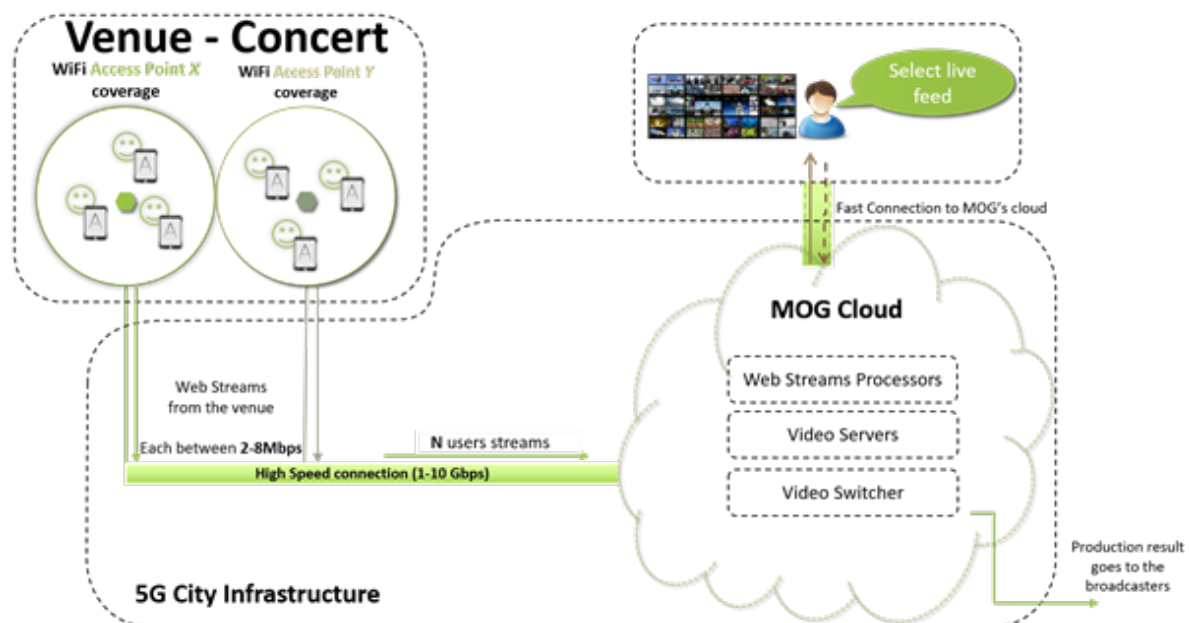 Venue - Concert
WiFi Access Point X
coverage
WiFi Access Point Y
coverage
A
A
A
A
A
A
Select live
feed
Fast Connection to MOG's cloud
MOG Cloud
Web Streams Processors
Video Servers
Video Switcher
Web Streams
from the venue
Each between 2-8Mbps
N users streams
High Speed connection (1-10 Gbps)
Production result
goes to the
broadcasters
5G City Infrastructure